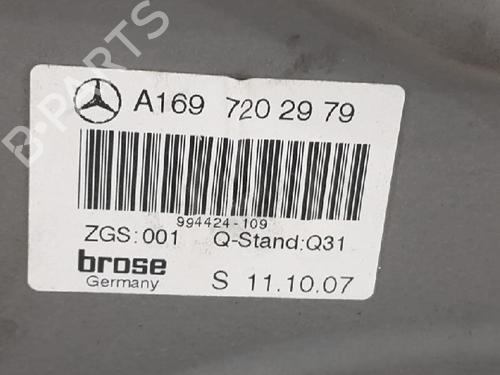 B-PARTS
A169 720 29 79
994424-109
ZGS:001 Q-Stand:Q31
brose
Germany S 11.10.07